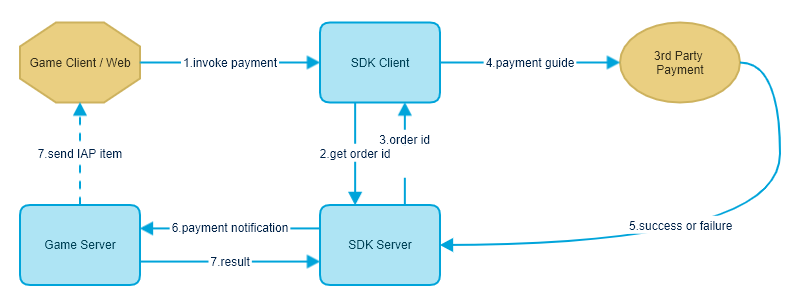 Game Client / Web
1.invoke payment
SDK Client
4.payment guide
3rd Party
Payment
3.order id
2.get order id
7.send IAP item
5.success or failure
6.payment notification
Game Server
SDK Server
7.result